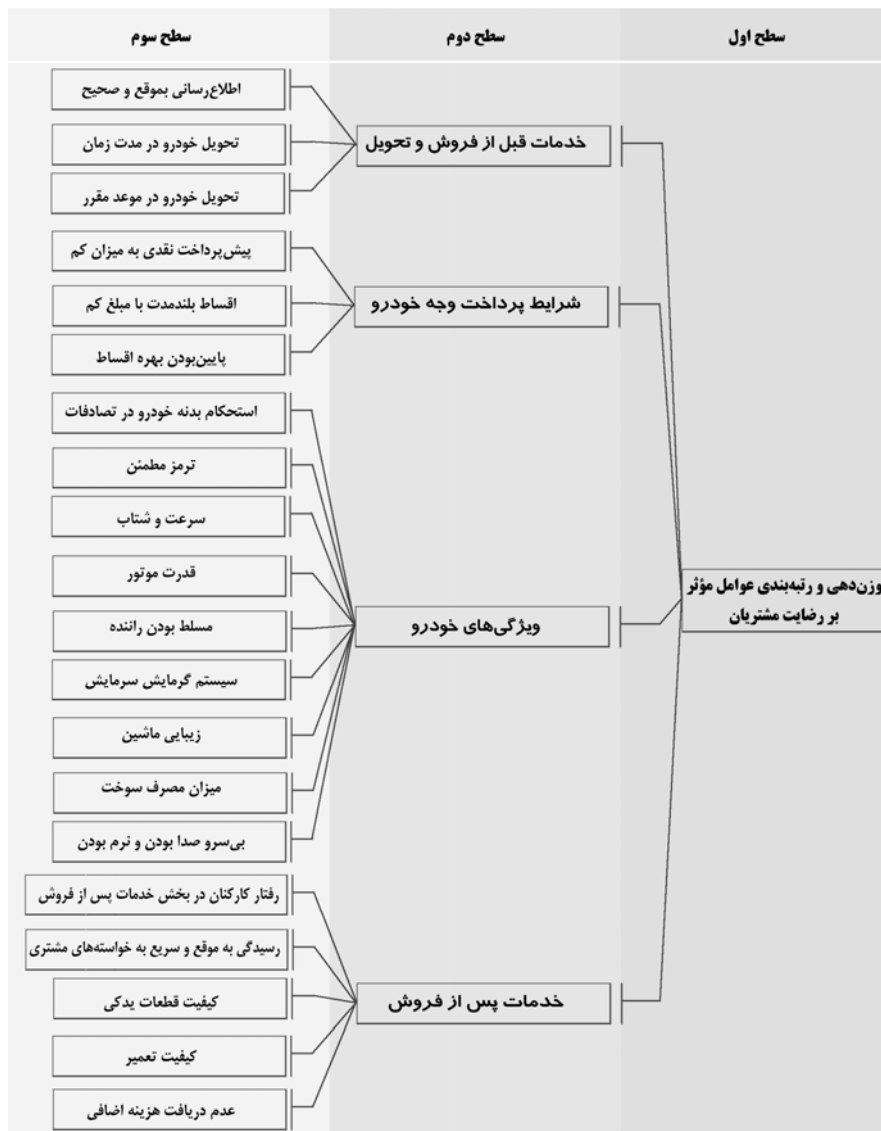 سطح اول
سطح دوم
سطح سوم
وزن‌دهی و رتبه‌بندی عوامل مؤثر
بر رضایت مشتریان
خدمات قبل از فروش و تحویل
اطلاع‌رسانی بموقع و صحیح
تحویل خودرو در مدت زمان
تحویل خودرو در موعد مقرر
شرایط پرداخت وجه خودرو
پیش‌پرداخت نقدی به میزان کم
اقساط بلندمدت با مبلغ کم
پایین‌بودن بهره اقساط
ویژگی‌های خودرو
استحکام بدنه خودرو در تصادفات
ترمز مطمئن
سرعت و شتاب
قدرت موتور
مسلط بودن راننده
سیستم گرمایش سرمایش
زیبایی ماشین
میزان مصرف سوخت
بی‌سرو صدا بودن و نرم بودن
خدمات پس از فروش
رفتار کارکنان در بخش خدمات پس از فروش
رسیدگی به موقع و سریع به خواسته‌های مشتری
کیفیت قطعات یدکی
کیفیت تعمیر
عدم دریافت هزینه اضافی